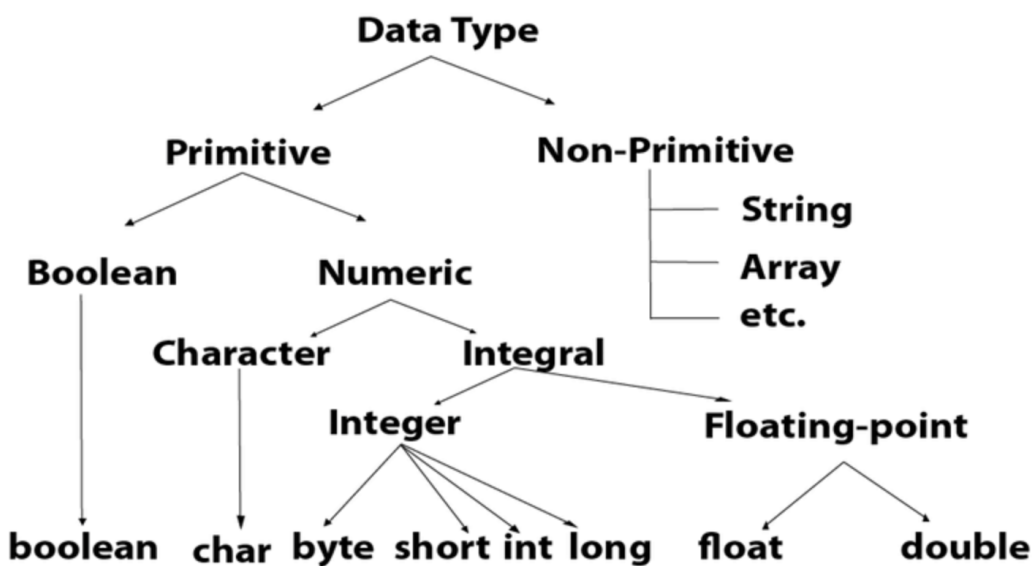 Data Type
Primitive
Non-Primitive
String
Array
etc.
Boolean
Numeric
Character
Integral
Integer
Floating-point
boolean
char
byte
short
int
long
float
double